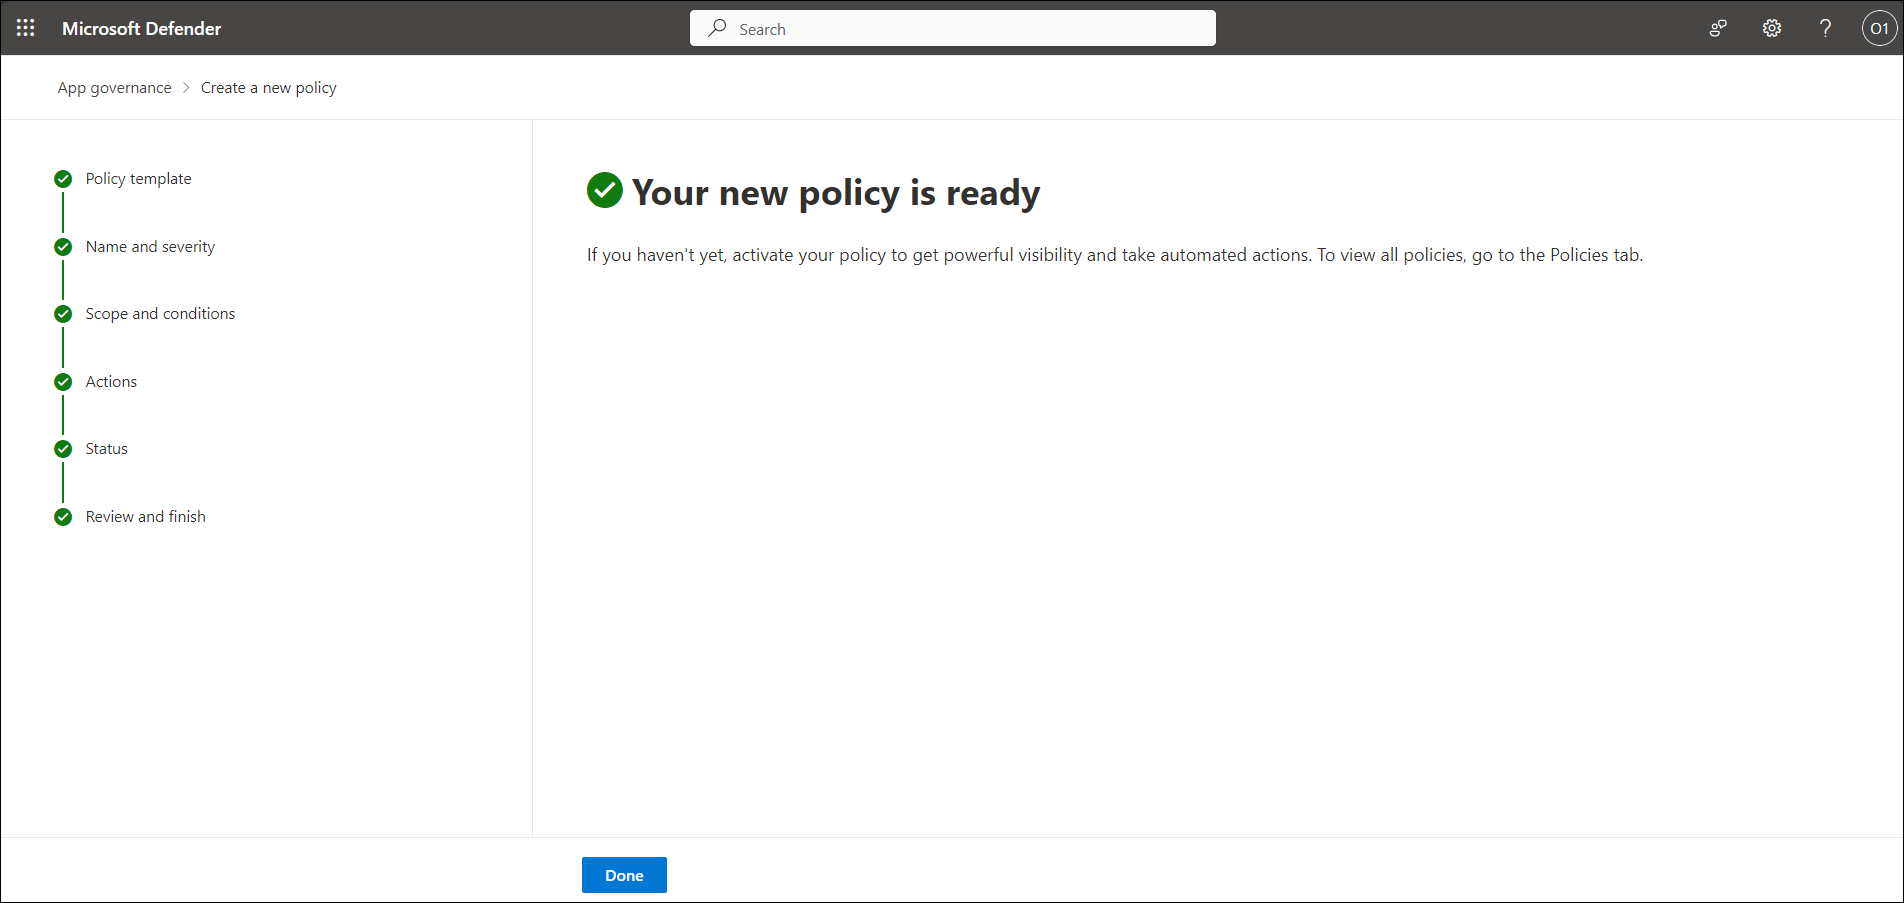 Microsoft Defender
Search
?
O1
App governance > Create a new policy
Policy template
Name and severity
Scope and conditions
Actions
Status
Review and finish
Your new policy is ready
If you haven't yet, activate your policy to get powerful visibility and take automated actions. To view all policies, go to the Policies tab.
Done